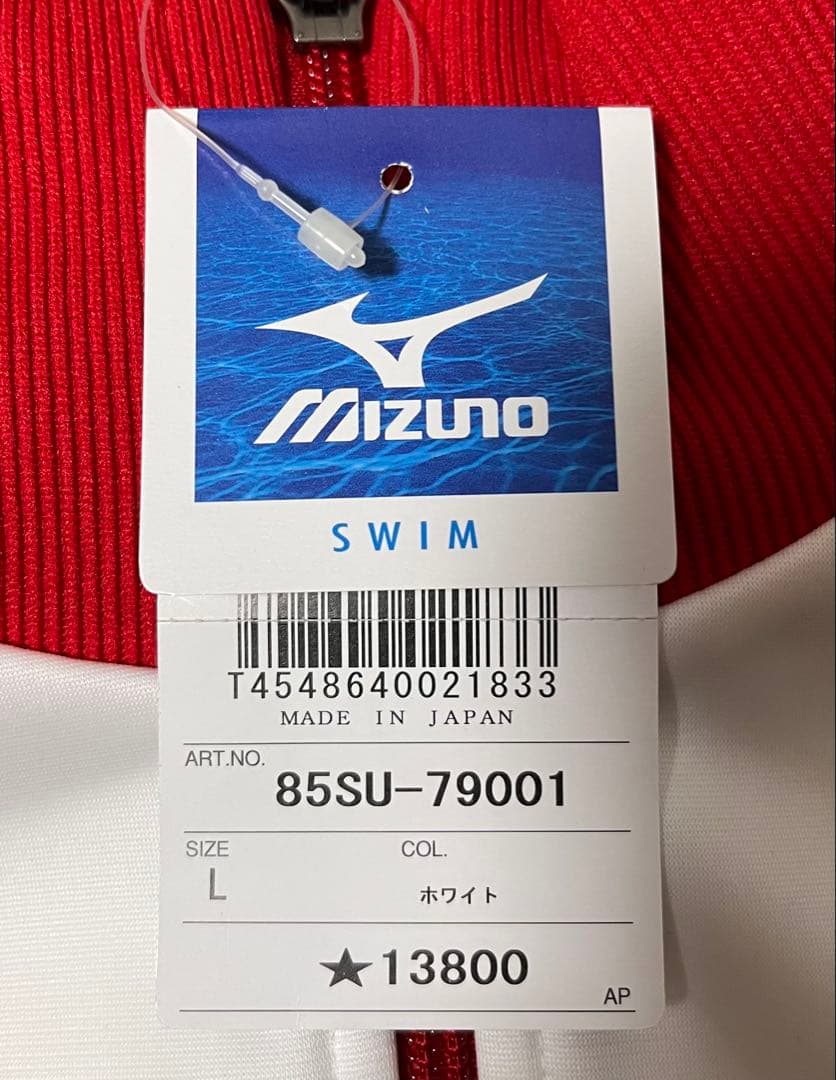 MIZUNO
SWIM
T4548640021833
MADE IN JAPAN
ART.NO.
85SU-79001
SIZE COL.
L ホワイト
★13800
AP